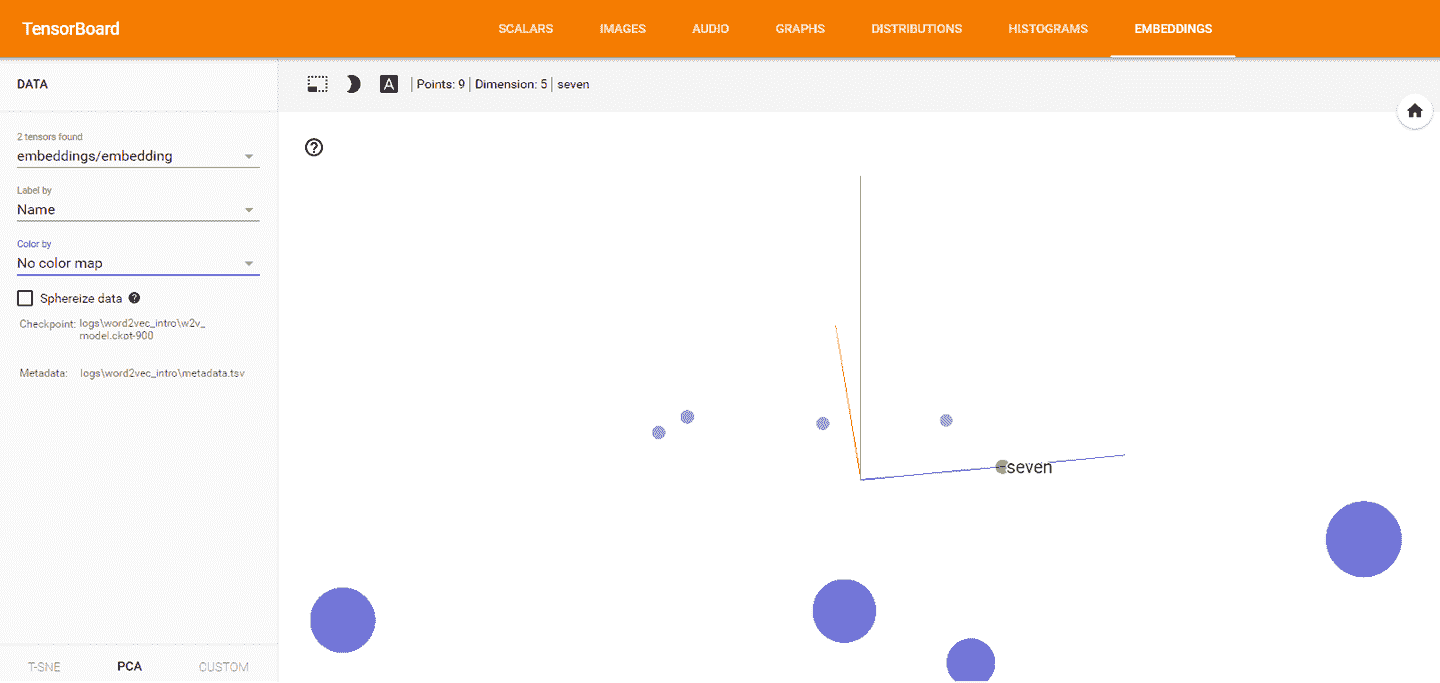 TensorBoard
SCALARS IMAGES AUDIO GRAPHS DISTRIBUTIONS HISTOGRAMS EMBEDDINGS
DATA
A | Points: 9 | Dimension: 5 | seven
2 tensors found
embeddings/embedding
Label by
Name
Color by
No color map
Sphereize data ?
Checkpoint: logs\word2vec_intro\w2v_
model.ckpt-900
Metadata: logs\word2vec_intro\metadata.tsv
T-SNE PCA CUSTOM
?
seven